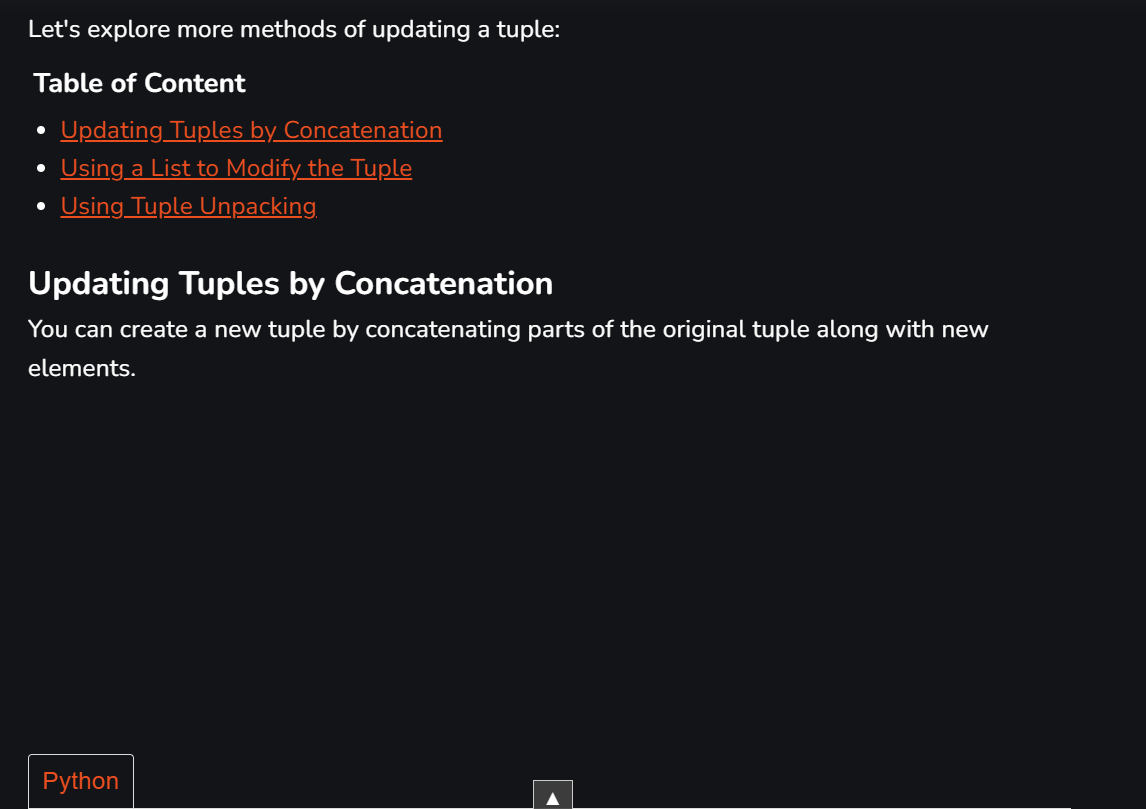 Let's explore more methods of updating a tuple:
Table of Content
Updating Tuples by Concatenation
Using a List to Modify the Tuple
Using Tuple Unpacking
Updating Tuples by Concatenation
You can create a new tuple by concatenating parts of the original tuple along with new
elements.
Python